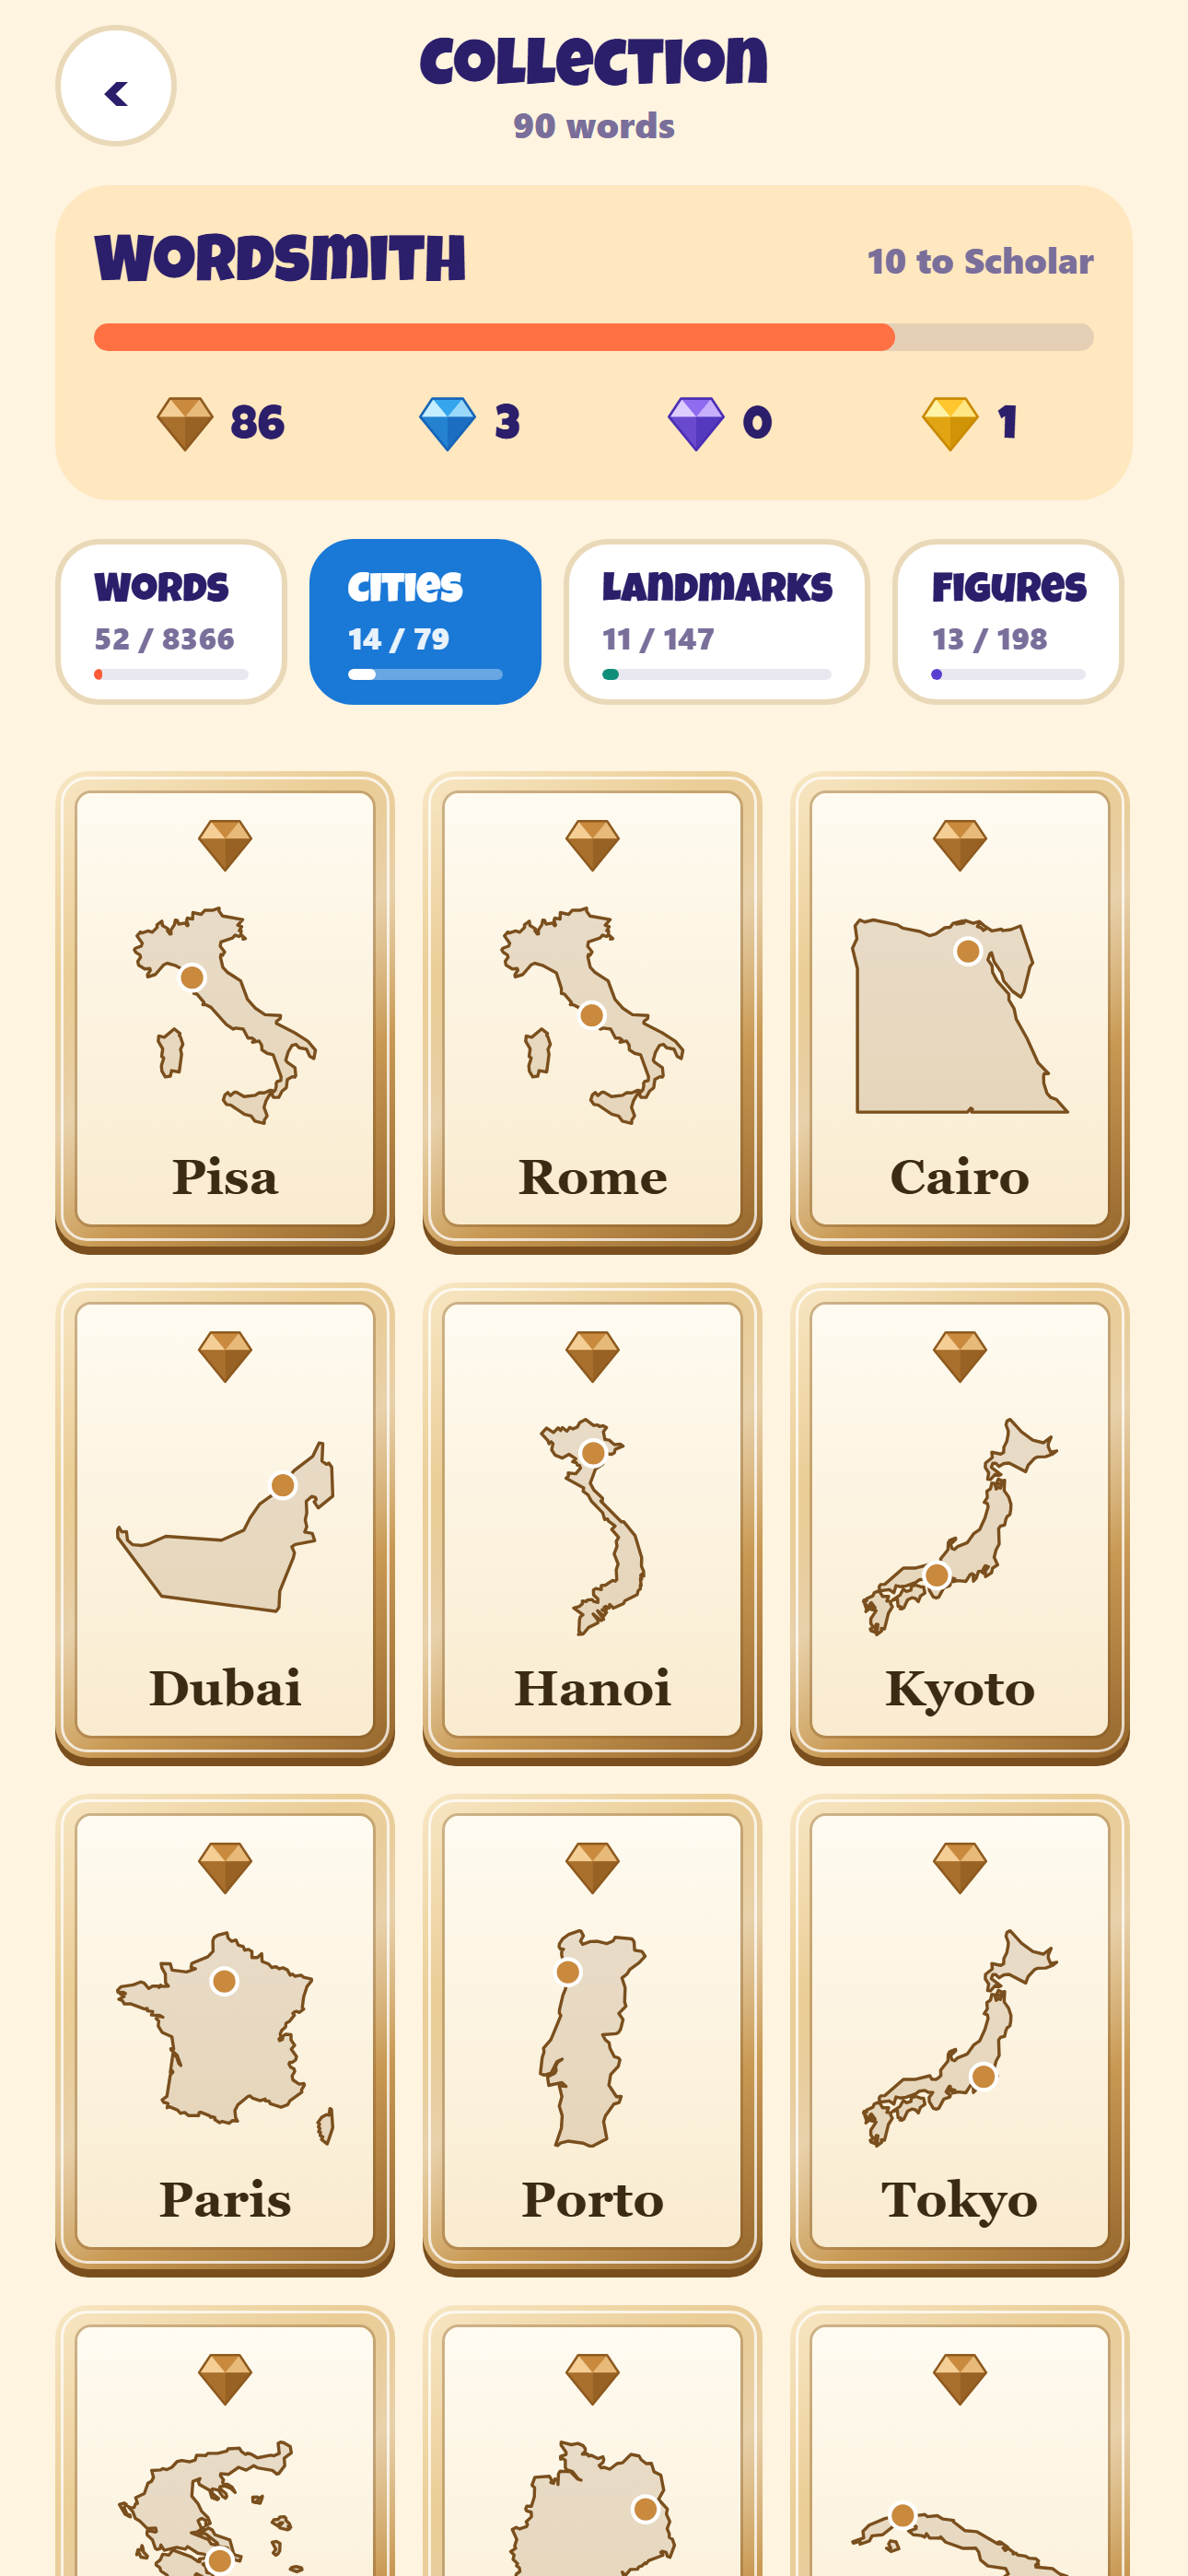 Collection
90 words
Wordsmith
10 to Scholar
86 3 0 1
Words Cities Landmarks Figures
52 / 8366 14 / 79 11 / 147 13 / 198
Pisa Rome Cairo
Dubai Hanoi Kyoto
Paris Porto Tokyo